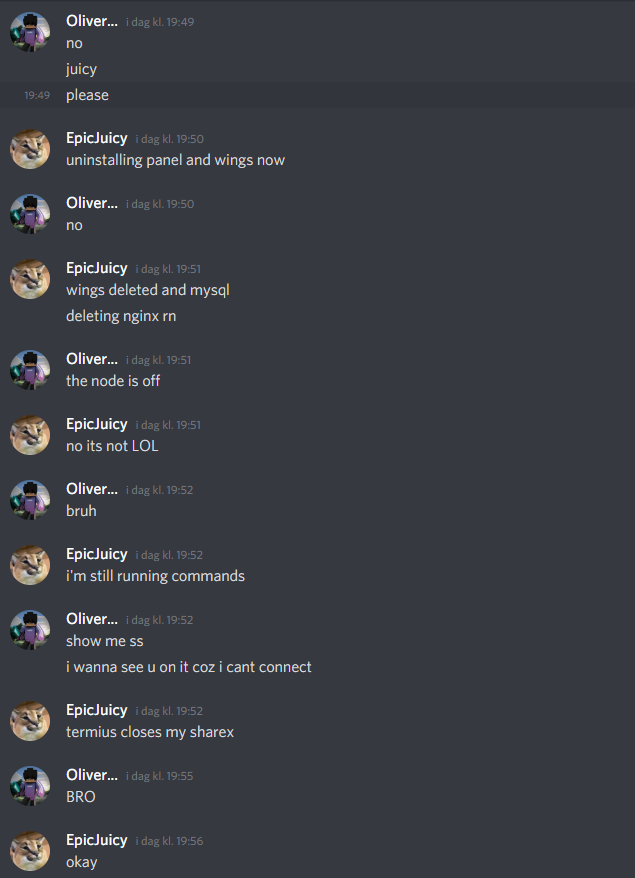 Oliver... i dag kl. 19:49
no
juicy
19:49 please
EpicJuicy i dag kl. 19:50
uninstalling panel and wings now
Oliver... i dag kl. 19:50
no
EpicJuicy i dag kl. 19:51
wings deleted and mysql
deleting nginx rn
Oliver... i dag kl. 19:51
the node is off
EpicJuicy i dag kl. 19:51
no its not LOL
Oliver... i dag kl. 19:52
bruh
EpicJuicy i dag kl. 19:52
i'm still running commands
Oliver... i dag kl. 19:52
show me ss
i wanna see u on it coz i cant connect
EpicJuicy i dag kl. 19:52
termius closes my sharex
Oliver... i dag kl. 19:55
BRO
EpicJuicy i dag kl. 19:56
okay